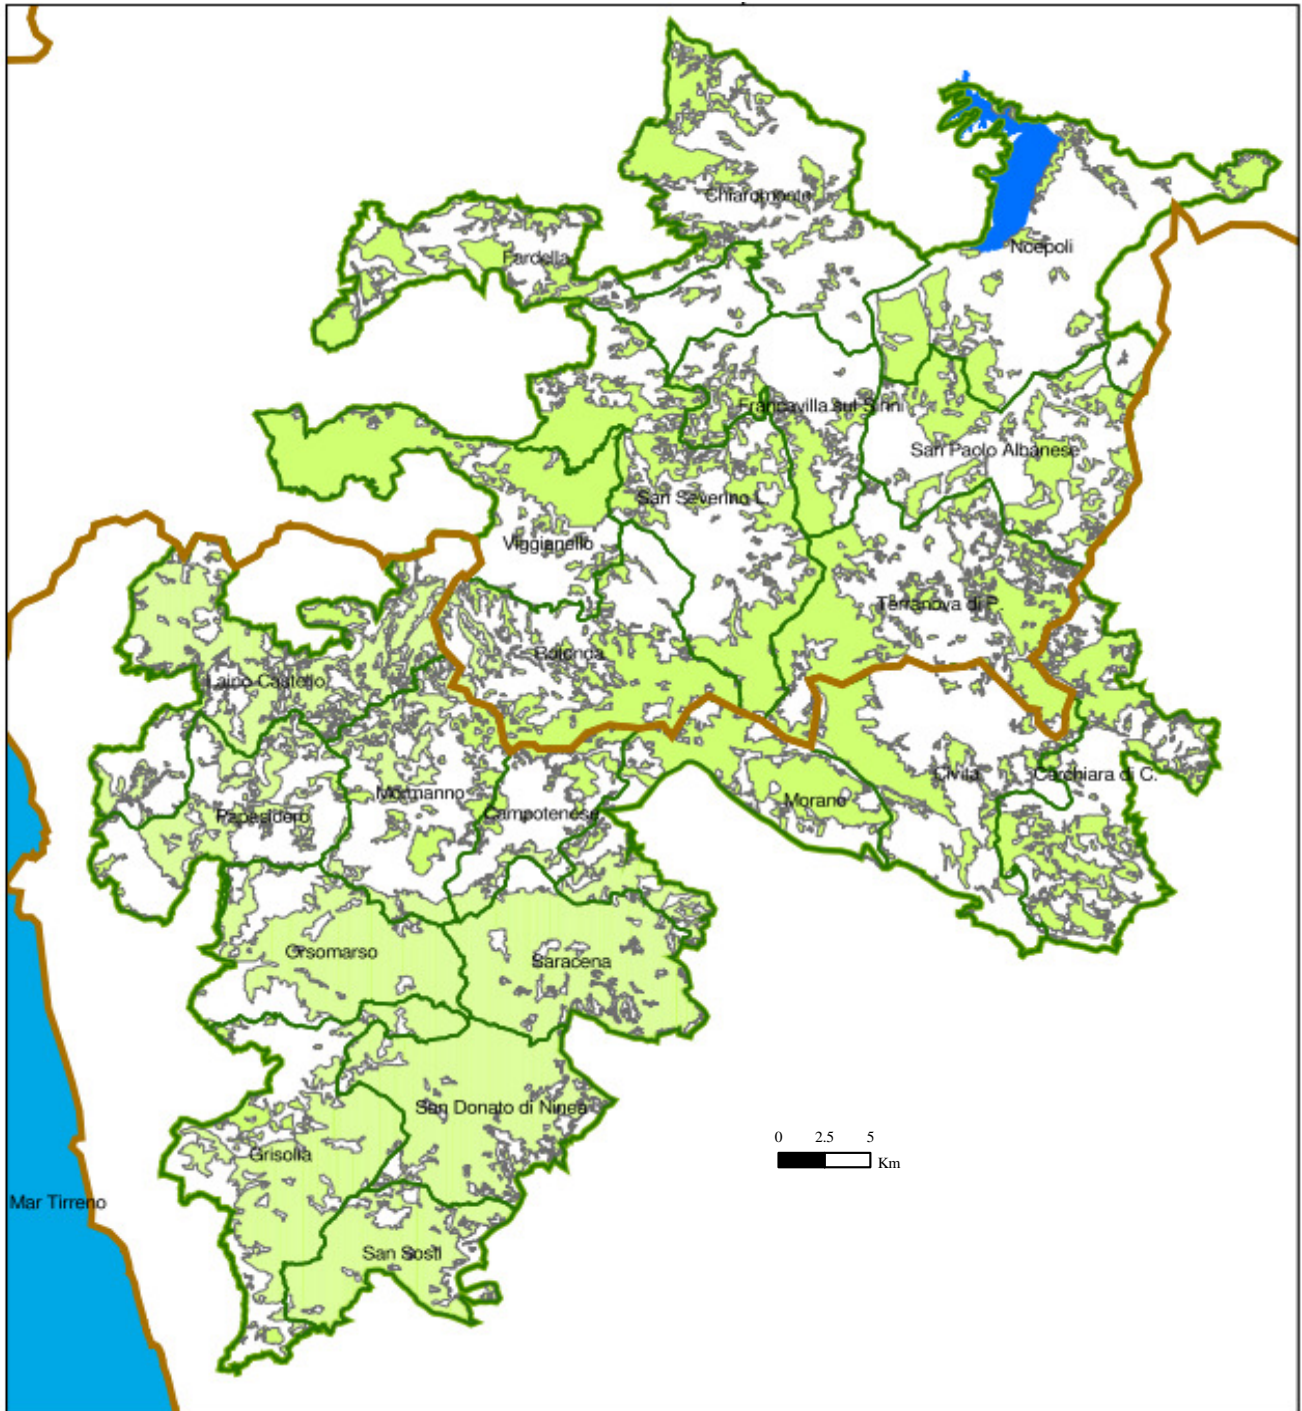 Chiaromonte
Noepoli
Fardella
Francavilla sul Sinni
San Paolo Albanese
San Severino L.
Viggianello
Terranova di P.
Rotonda
Laino Castello
Civita
Cerchiara di C.
Mormanno
Morano
Papasidero
Campotenese
Orsomarso
Saracena
San Donato di Ninea
0 2.5 5
Km
Grisolia
Mar Tirreno
San Sosti